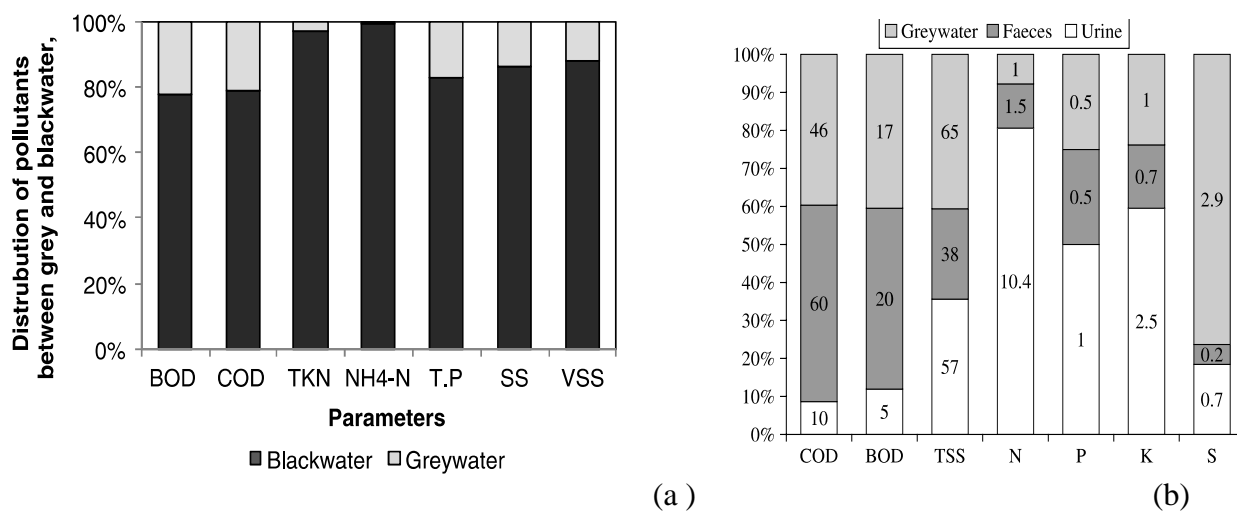 Distrubution of pollutants
between grey and blackwater,
100%
80%
60%
40%
20%
0%
BOD COD TKN NH4-N T.P SS VSS
Parameters
Blackwater Greywater
(a )
Greywater Faeces Urine
100%
90%
80%
70%
60%
50%
40%
30%
20%
10%
0%
46 17 65 1 0.5 1 2.9
60 20 38 1.5 0.5 0.7 0.2
10 5 57 10.4 1 2.5 0.7
COD BOD TSS N P K S
(b)